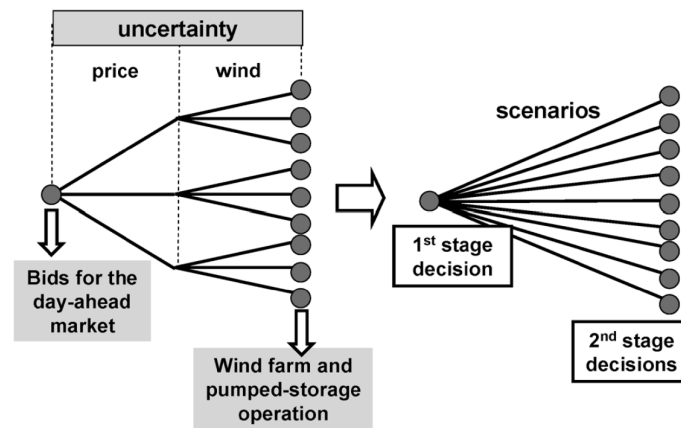 uncertainty
price
wind
scenarios
1st stage
decision
Bids for the
day-ahead
market
Wind farm and
pumped-storage
operation
2nd stage
decisions